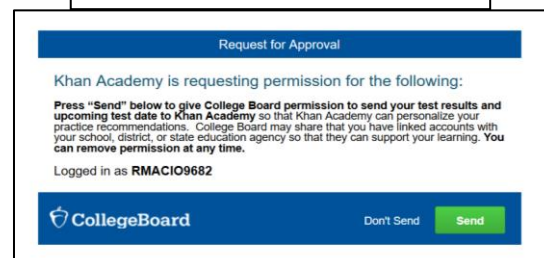 Request for Approval
Khan Academy is requesting permission for the following:
Press “Send” below to give College Board permission to send your test results and
upcoming test date to Khan Academy so that Khan Academy can personalize your
practice recommendations. College Board may share that you have linked accounts with
your school, district, or state education agency so that they can support your learning. You
can remove permission at any time.
Logged in as RMACIO9682
CollegeBoard Don't Send Send